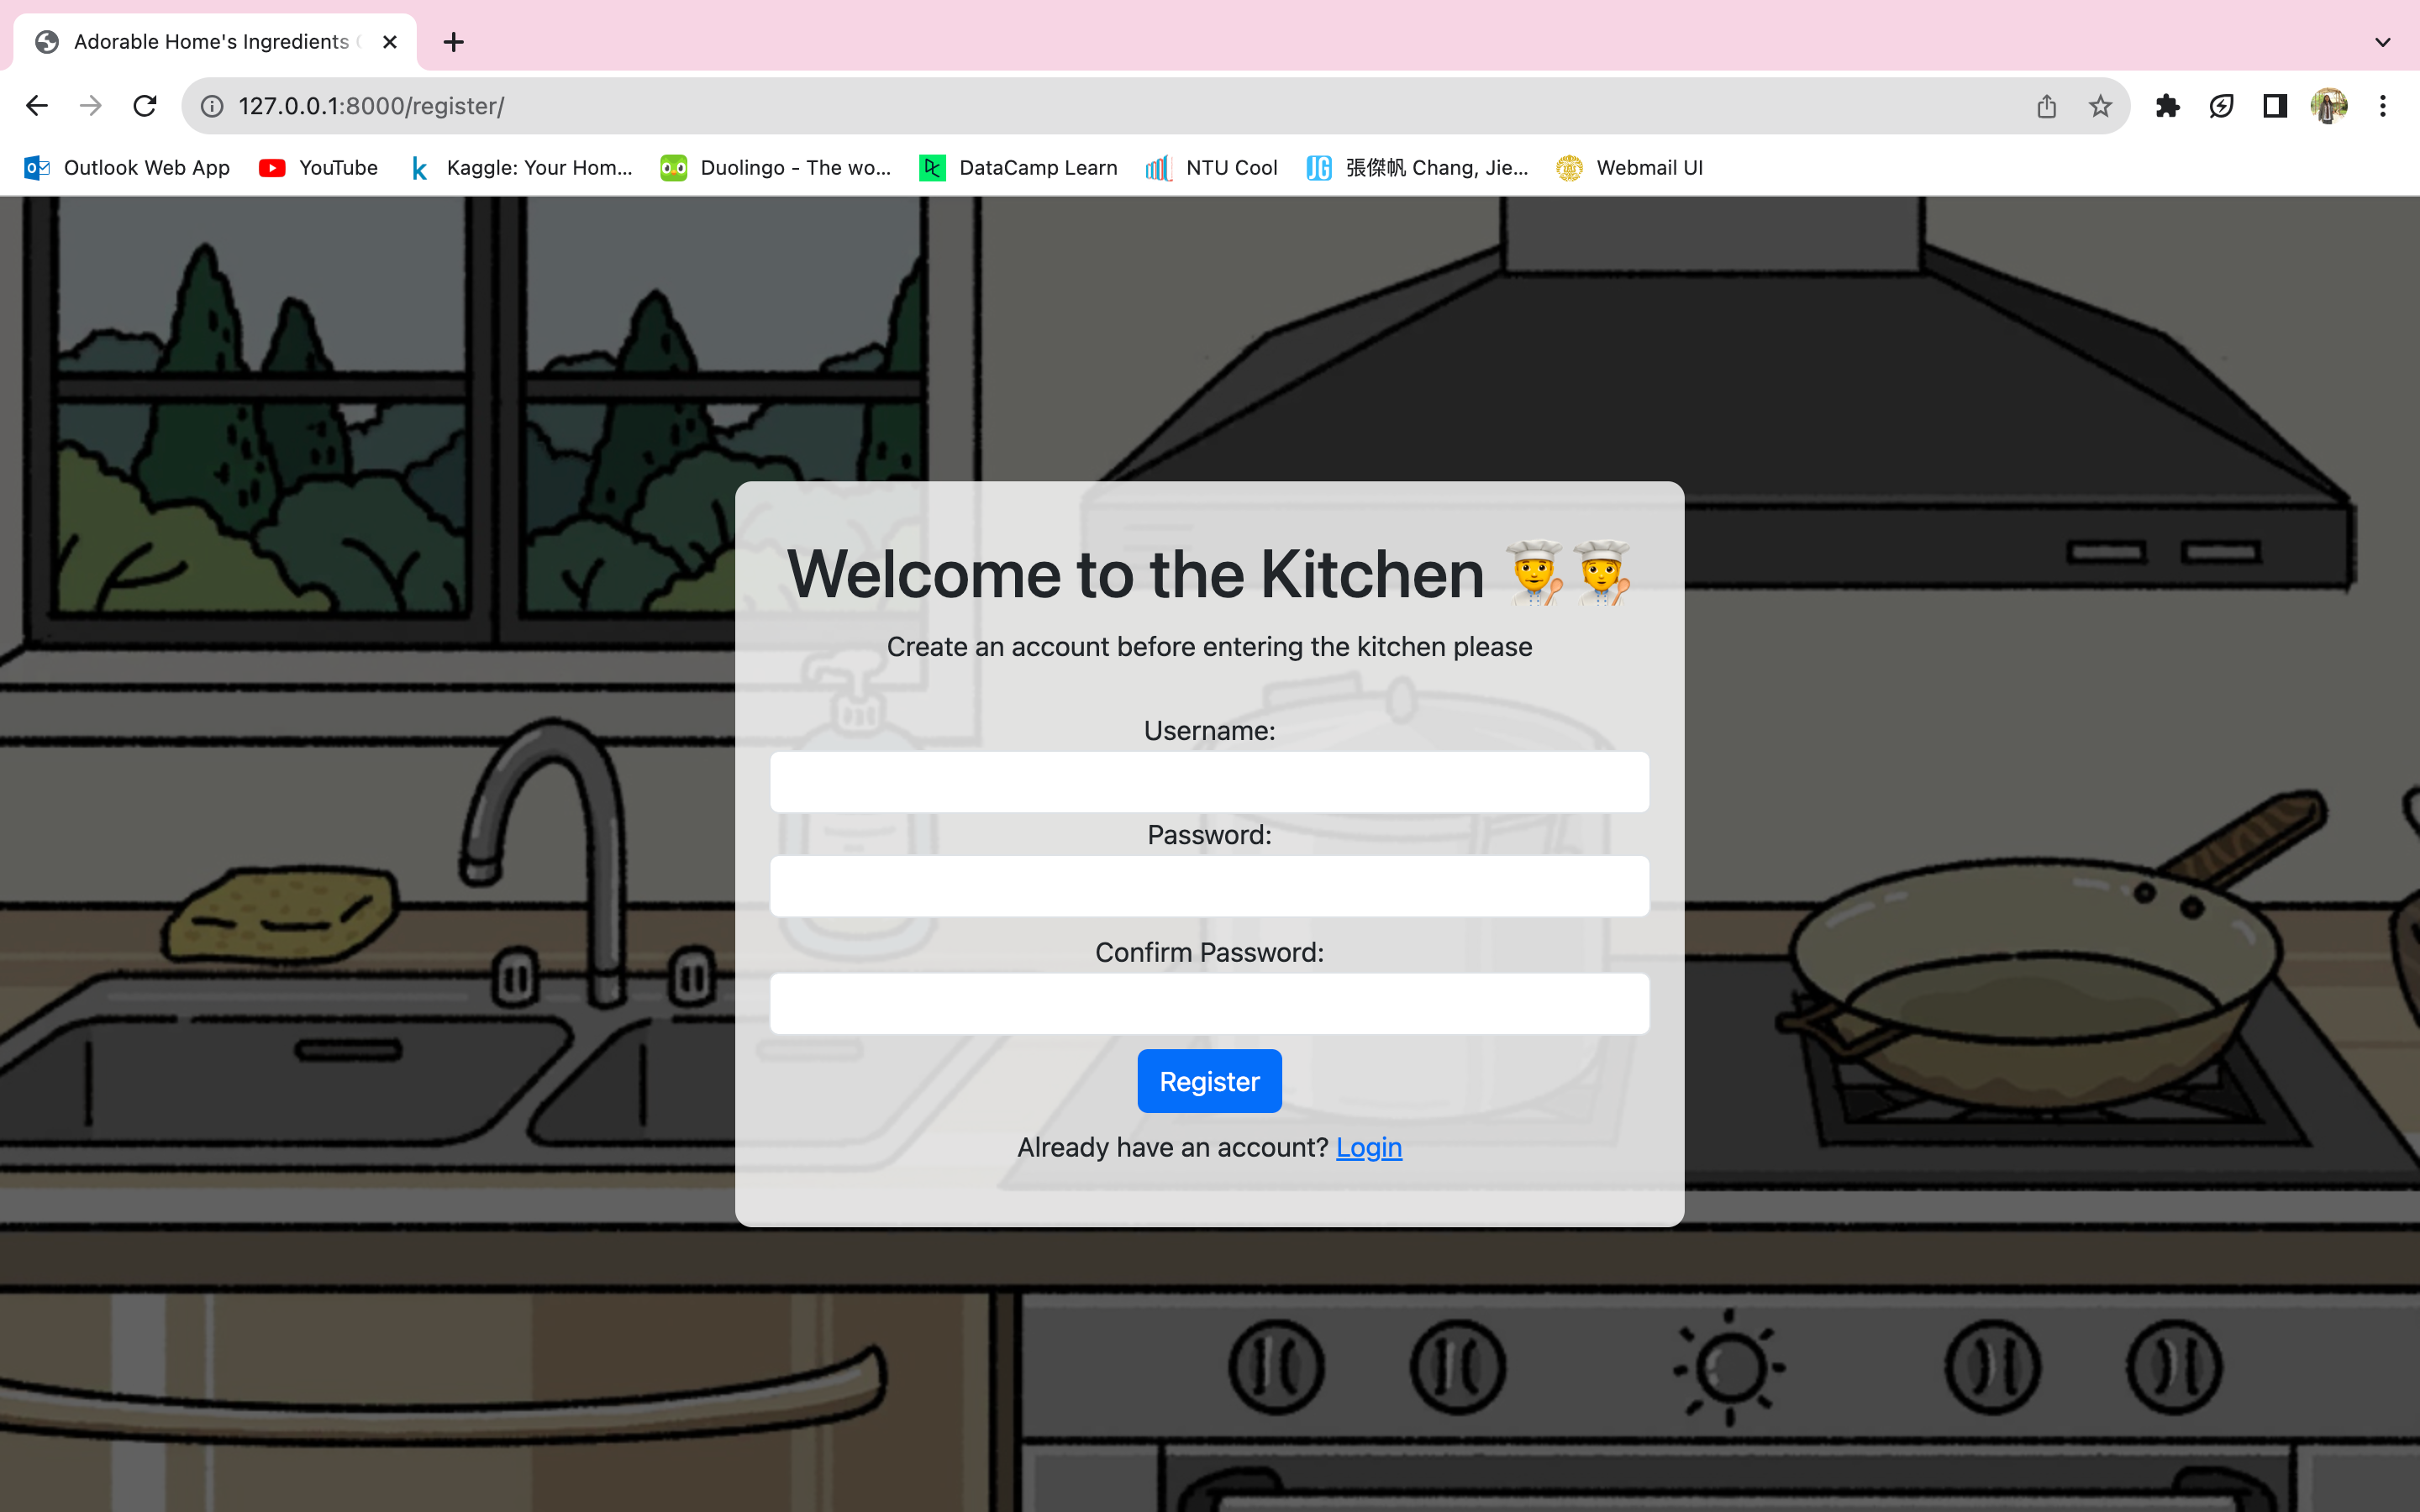 Adorable Home's Ingredients
127.0.0.1:8000/register/
Outlook Web App YouTube Kaggle: Your Hom... Duolingo - The wo... DataCamp Learn NTU Cool 張傑帆 Chang, Jie... Webmail UI
Welcome to the Kitchen 👨‍🍳👩‍🍳
Create an account before entering the kitchen please
Username:
Password:
Confirm Password:
Register
Already have an account? Login